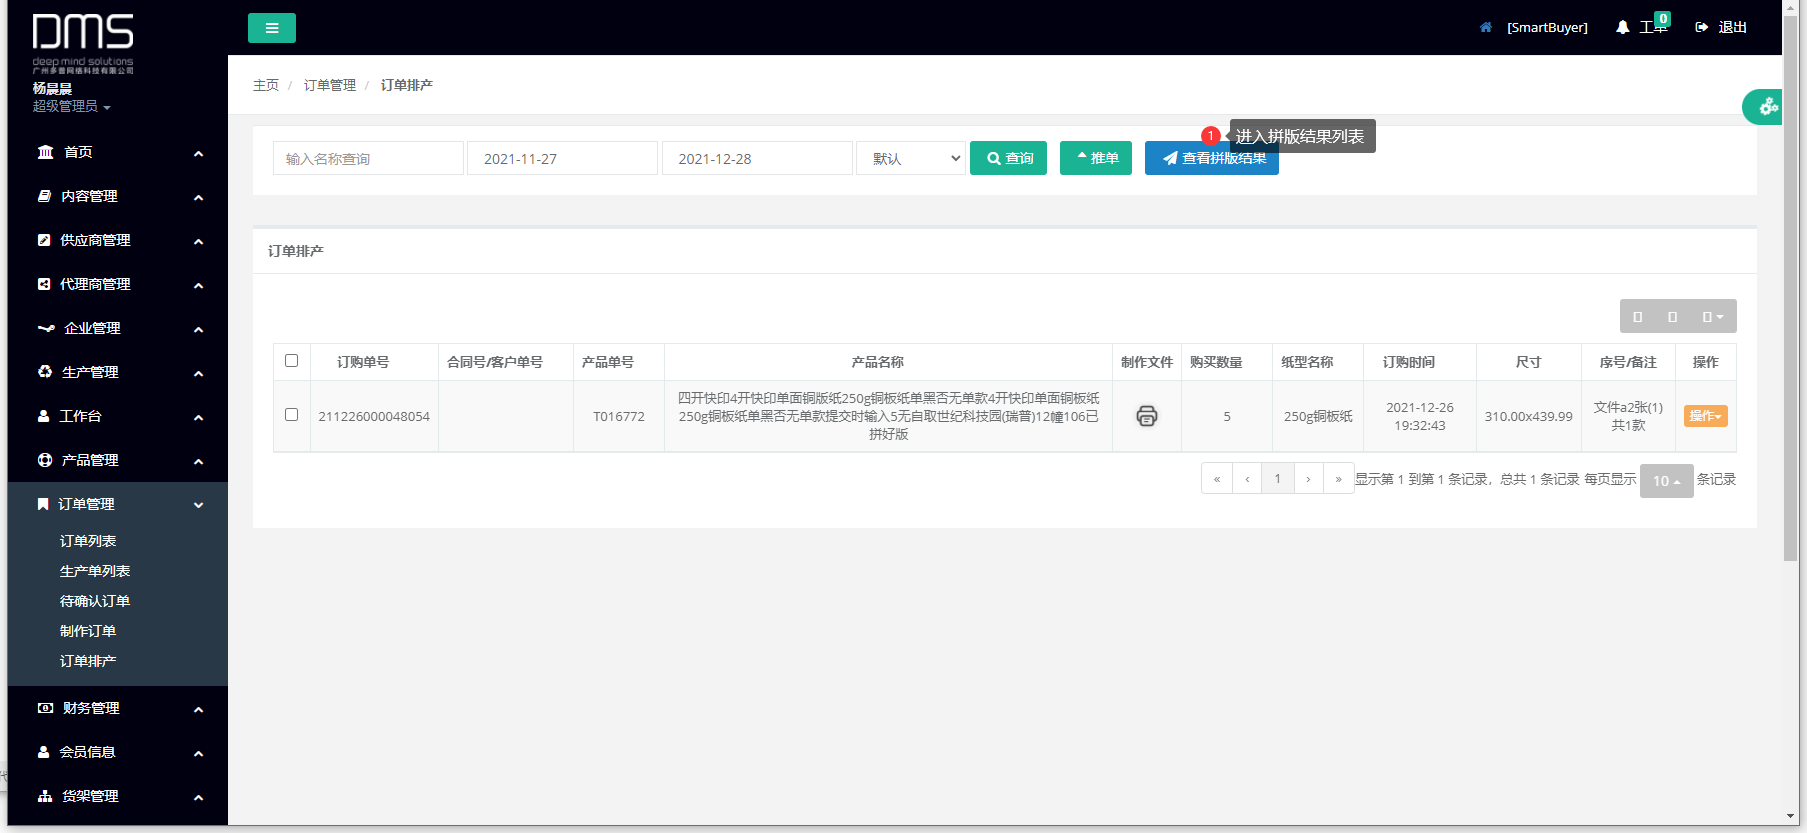 DMS
deep mind solutions
广州多普网络科技有限公司
杨晨晨
超级管理员
首页
内容管理
供应商管理
代理商管理
企业管理
生产管理
工作台
产品管理
订单管理
订单列表
生产单列表
待确认订单
制作订单
订单排产
财务管理
会员信息
货架管理
[SmartBuyer]
工单
0
退出
主页 / 订单管理 / 订单排产
1 进入拼版结果列表
输入名称查询 2021-11-27 2021-12-28 默认 查询 推单 查看拼版结果
订单排产
订购单号 合同号/客户单号 产品单号 产品名称 制作文件 购买数量 纸型名称 订购时间 尺寸 序号/备注 操作
211226000048054
T016772
四开快印4开快印单面铜版纸250g铜板纸单黑否无单款4开快印单面铜板纸
250g铜板纸单黑否无单款提交时输入5无自取世纪科技园(瑞普)12幢106已
拼好版
5
250g铜板纸
2021-12-26
19:32:43
310.00x439.99
文件a2张(1)
共1款
操作
« ‹ 1 › » 显示第 1 到第 1 条记录，总共 1 条记录 每页显示 10 条记录